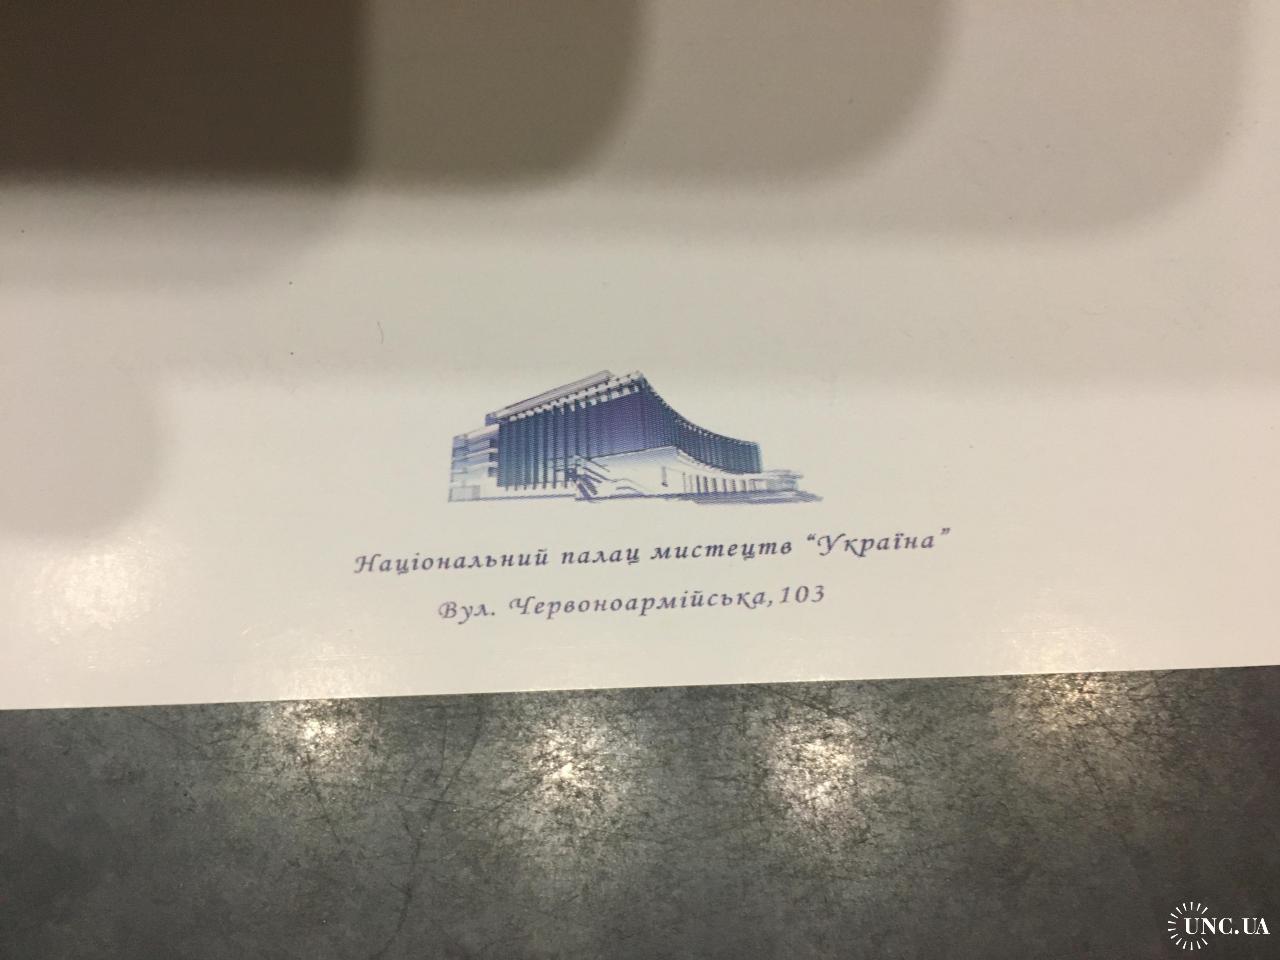 Національний палац мистецтв “Україна”
Вул. Червоноармійська,103
UNC.UA